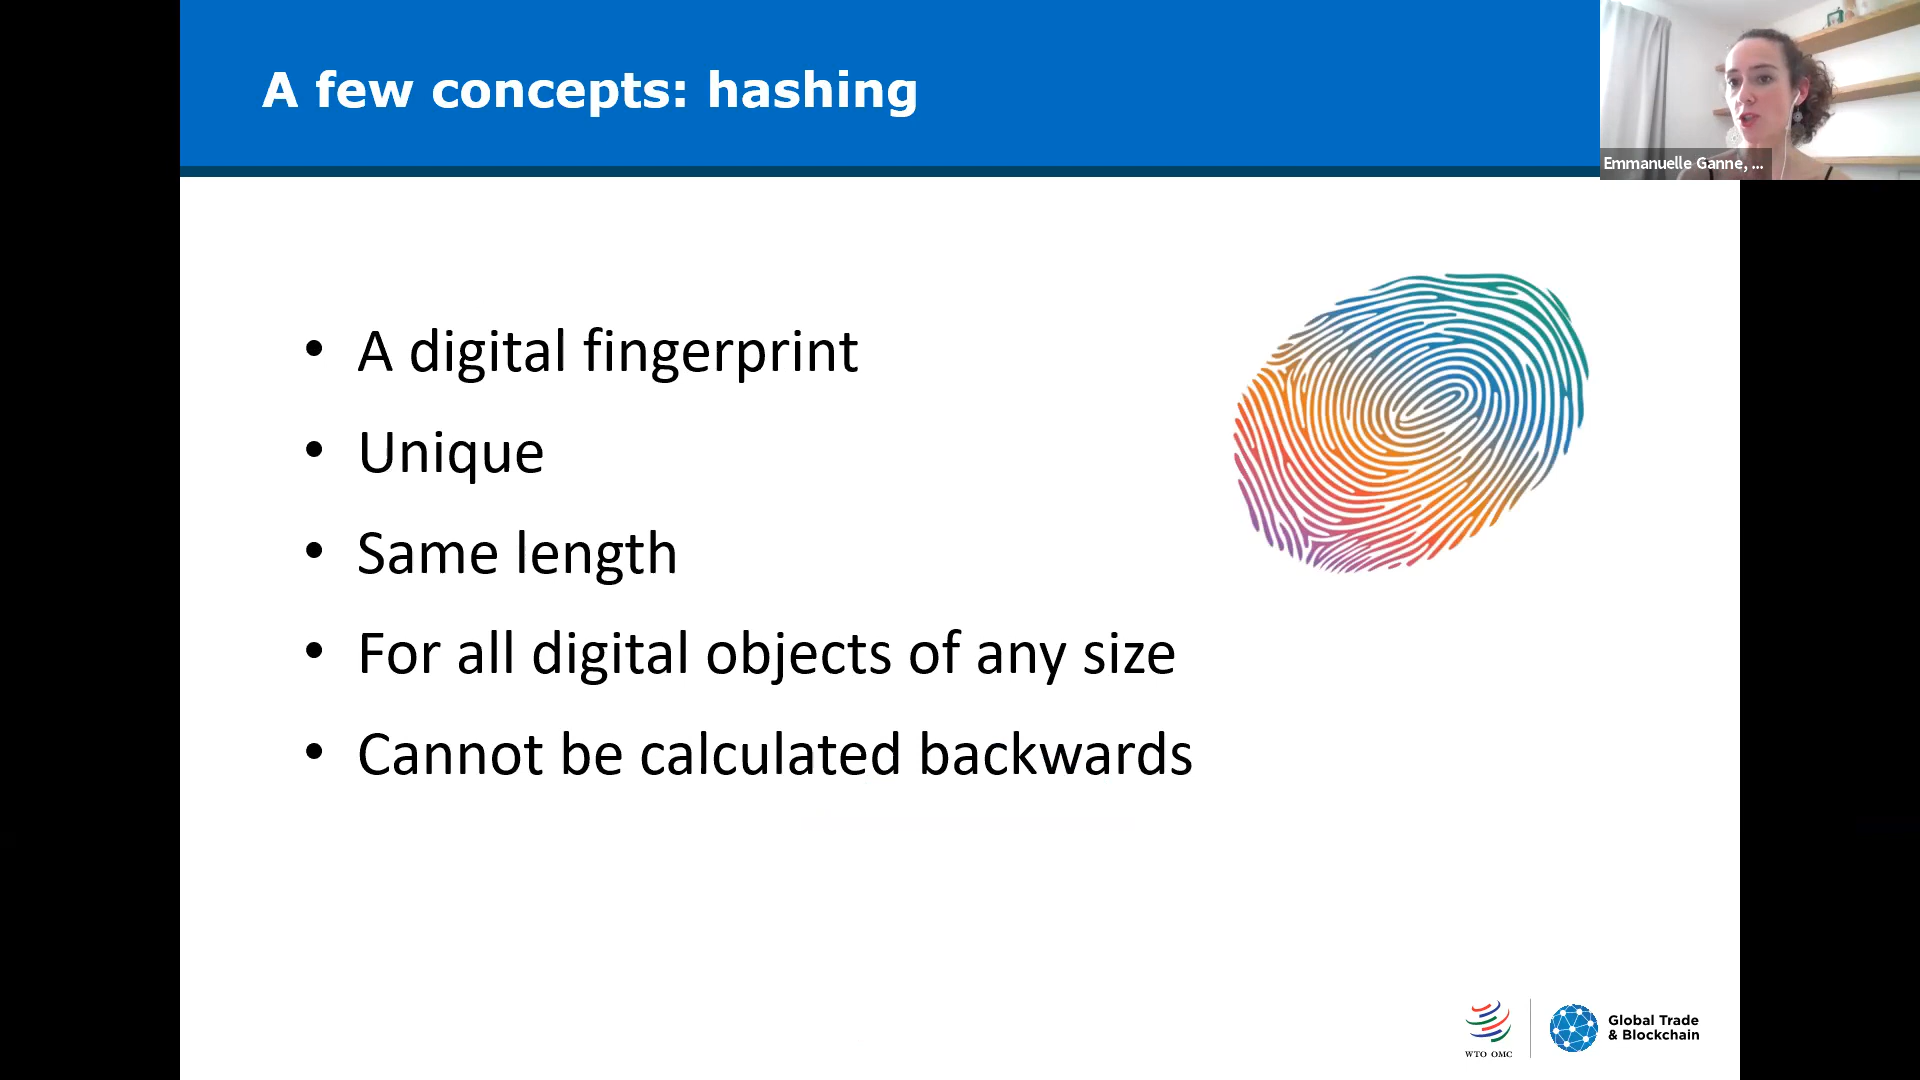 A few concepts: hashing
Emmanuelle Ganne, ...
• A digital fingerprint
• Unique
• Same length
• For all digital objects of any size
• Cannot be calculated backwards
WTO OMC
Global Trade
& Blockchain